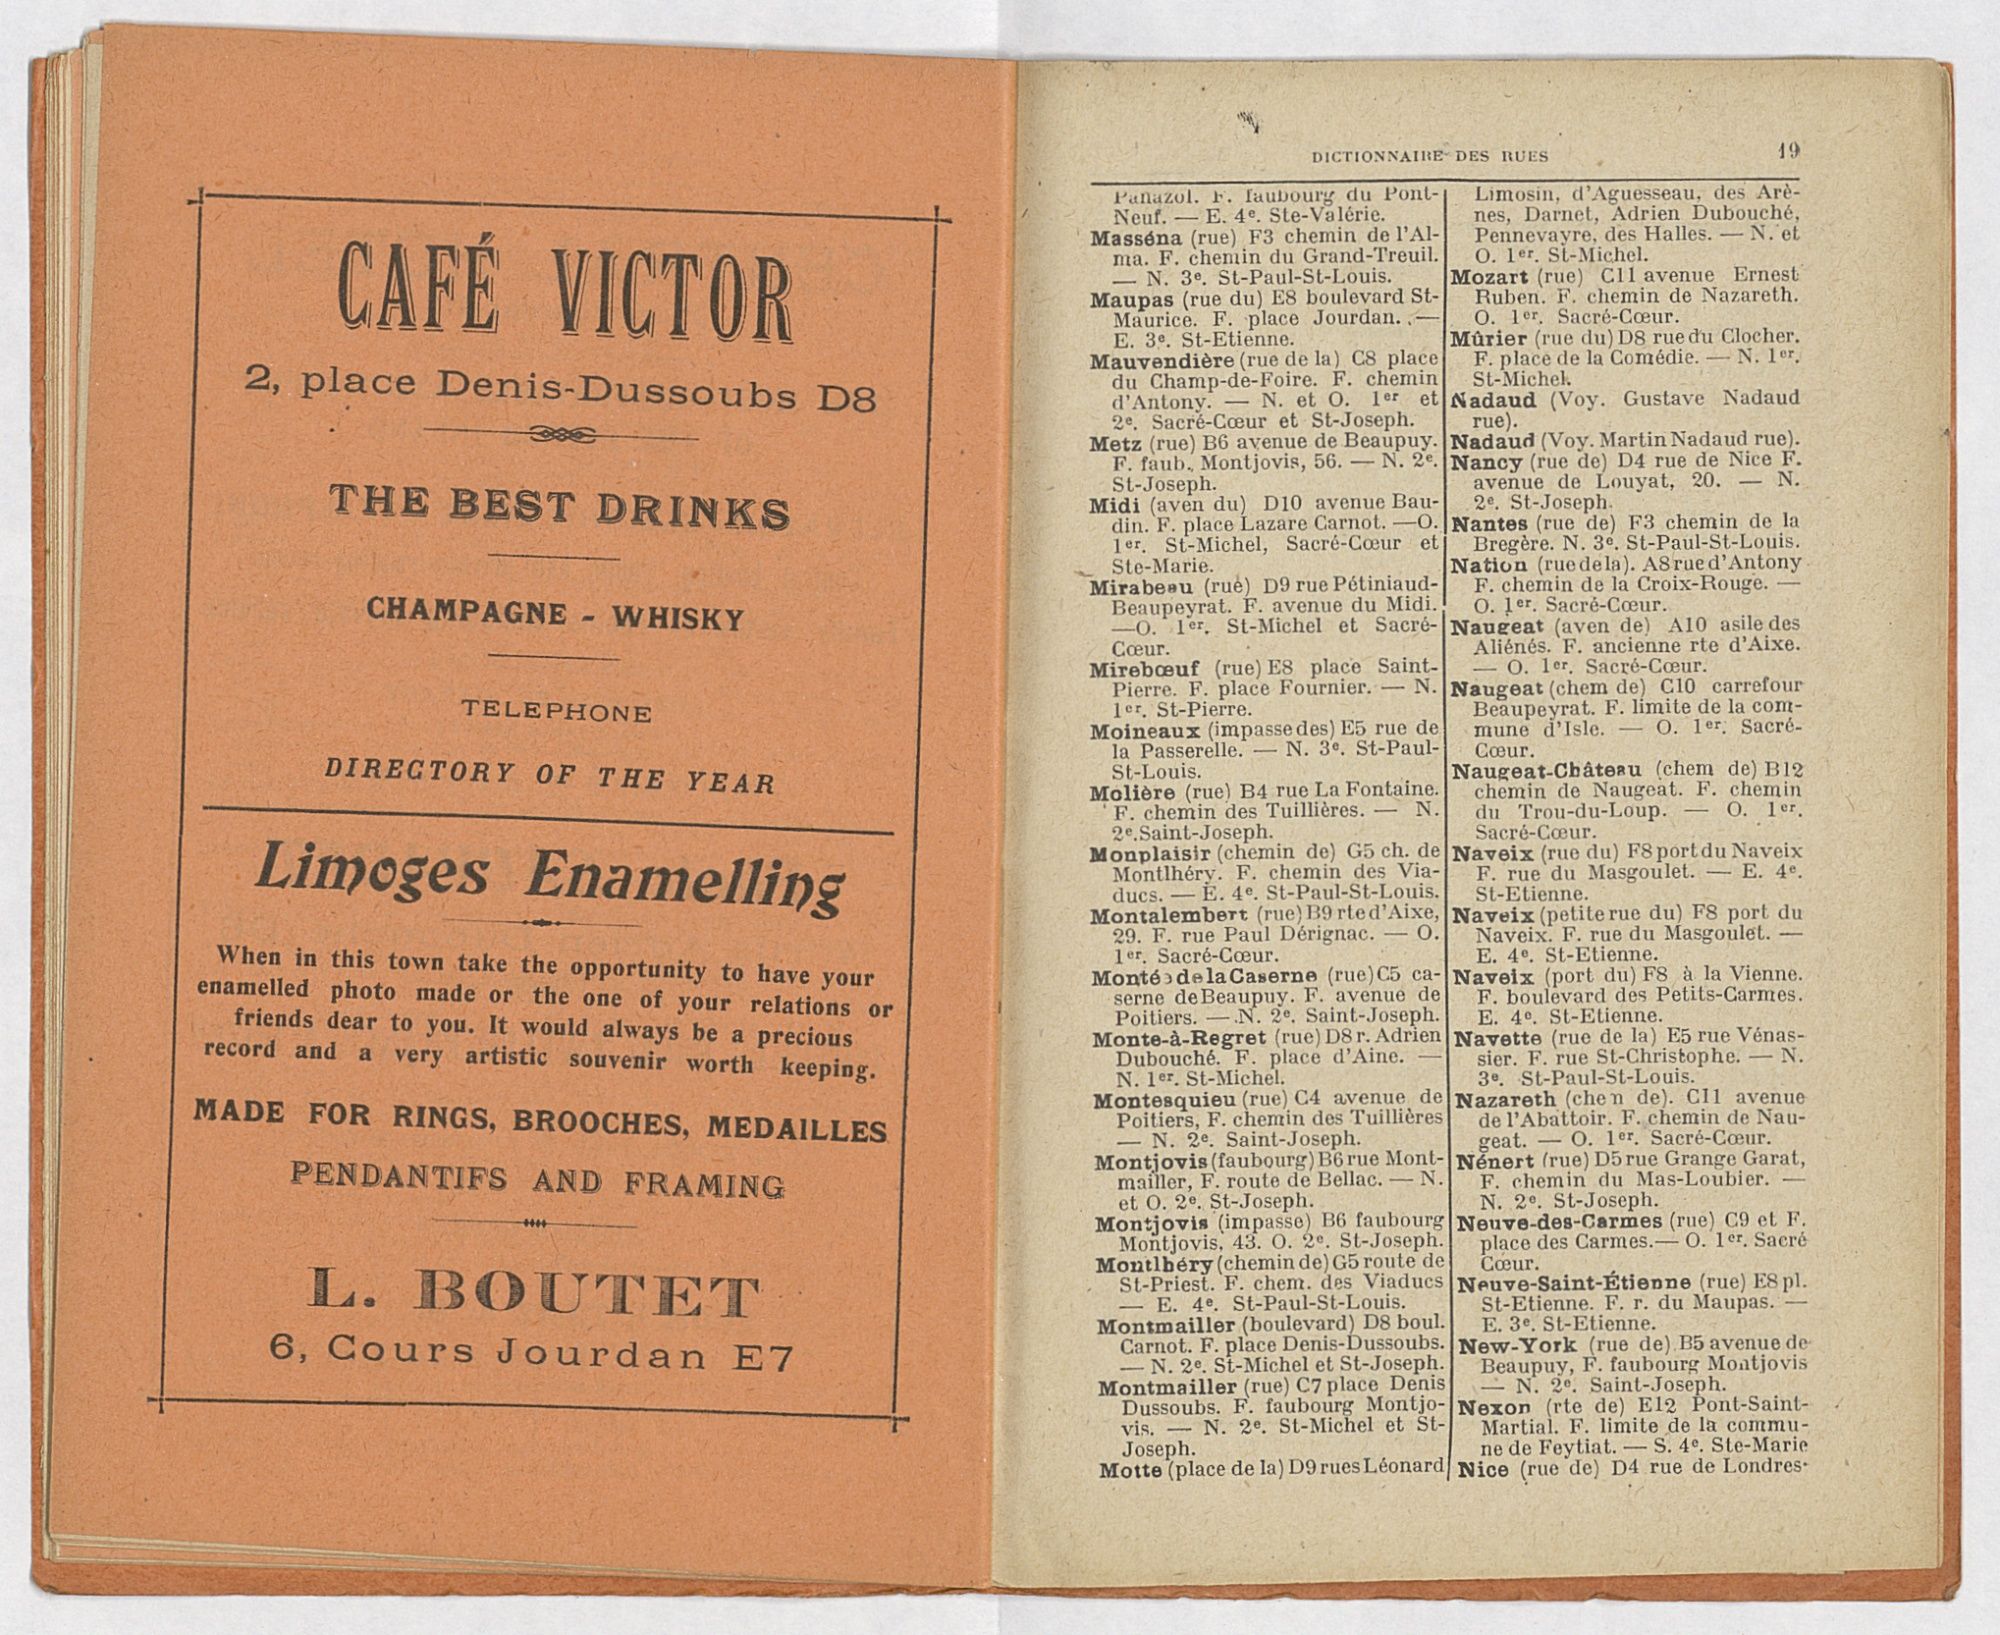 CAFÉ VICTOR
2, place Denis-Dussoubs D8
THE BEST DRINKS
CHAMPAGNE - WHISKY
TELEPHONE
DIRECTORY OF THE YEAR
Limoges Enamelling
When in this town take the opportunity to have your
enamelled photo made or the one of your relations or
friends dear to you. It would always be a precious
record and a very artistic souvenir worth keeping.
MADE FOR RINGS, BROOCHES, MEDAILLES
PENDANTIFS AND FRAMING
L. BOUTET
6, Cours Jourdan E7
DICTIONNAIRE DES RUES
19
Panazol. F. faubourg du Pont-
Neuf. — E. 4e. Ste-Valérie.
Masséna (rue) F3 chemin de l'Al-
ma. F. chemin du Grand-Treuil.
— N. 3e. St-Paul-St-Louis.
Maupas (rue du) E8 boulevard St-
Maurice. F. place Jourdan. —
E. 3e. St-Etienne.
Mauvendière (rue de la) C8 place
du Champ-de-Foire. F. chemin
d'Antony. — N. et O. 1er et
2e. Sacré-Cœur et St-Joseph.
Metz (rue) B6 avenue de Beaupuy.
F. faub. Montjovis, 56. — N. 2e.
St-Joseph.
Midi (aven du) D10 avenue Bau-
din. F. place Lazare Carnot. —O.
1er. St-Michel, Sacré-Cœur et
Ste-Marie.
Mirabeau (rue) D9 rue Pétiniaud-
Beaupeyrat. F. avenue du Midi.
—O. 1er. St-Michel et Sacré-
Cœur.
Mirebœuf (rue) E8 place Saint-
Pierre. F. place Fournier. — N.
1er. St-Pierre.
Moineaux (impasse des) E5 rue de
la Passerelle. — N. 3e. St-Paul-
St-Louis.
Molière (rue) B4 rue La Fontaine.
F. chemin des Tuillières. — N.
2e. Saint-Joseph.
Monplaisir (chemin de) G5 ch. de
Montlhéry. F. chemin des Via-
ducs. — E. 4e. St-Paul-St-Louis.
Montalembert (rue) B9 rte d'Aixe,
29. F. rue Paul Dérignac. — O.
1er. Sacré-Cœur.
Montée de la Caserne (rue) C5 ca-
serne de Beaupuy. F. avenue de
Poitiers. — N. 2e. Saint-Joseph.
Monte-à-Regret (rue) D8 r. Adrien
Dubouché. F. place d'Aine. —
N. 1er. St-Michel.
Montesquieu (rue) C4 avenue de
Poitiers, F. chemin des Tuillières
— N. 2e. Saint-Joseph.
Montjovis (faubourg) B6 rue Mont-
mailler, F. route de Bellac. — N.
et O. 2e. St-Joseph.
Montjovis (impasse) B6 faubourg
Montjovis, 43. O. 2e. St-Joseph.
Montlhéry (chemin de) G5 route de
St-Priest. F. chem. des Viaducs
— E. 4e. St-Paul-St-Louis.
Montmailler (boulevard) D8 boul.
Carnot. F. place Denis-Dussoubs.
— N. 2e. St-Michel et St-Joseph.
Montmailler (rue) C7 place Denis
Dussoubs. F. faubourg Montjo-
vis. — N. 2e. St-Michel et St-
Joseph.
Motte (place de la) D9 rues Léonard
Limosin, d'Aguesseau, des Arè-
nes, Darnet, Adrien Dubouché,
Pennevayre, des Halles. — N. et
O. 1er. St-Michel.
Mozart (rue) C11 avenue Ernest
Ruben. F. chemin de Nazareth.
O. 1er. Sacré-Cœur.
Mûrier (rue du) D8 rue du Clocher.
F. place de la Comédie. — N. 1er.
St-Michel.
Nadaud (Voy. Gustave Nadaud
rue).
Nadaud (Voy. Martin Nadaud rue).
Nancy (rue de) D4 rue de Nice F.
avenue de Louyat, 20. — N.
2e. St-Joseph.
Nantes (rue de) F3 chemin de la
Bregère. N. 3e. St-Paul-St-Louis.
Nation (rue de la). A8 rue d'Antony
F. chemin de la Croix-Rouge. —
O. 1er. Sacré-Cœur.
Naugeat (aven de) A10 asile des
Aliénés. F. ancienne rte d'Aixe.
— O. 1er. Sacré-Cœur.
Naugeat (chem de) C10 carrefour
Beaupeyrat. F. limite de la com-
mune d'Isle. — O. 1er. Sacré-
Cœur.
Naugeat-Château (chem de) B12
chemin de Naugeat. F. chemin
du Trou-du-Loup. — O. 1er.
Sacré-Cœur.
Naveix (rue du) F8 port du Naveix
F. rue du Masgoulet. — E. 4e.
St-Etienne.
Naveix (petite rue du) F8 port du
Naveix. F. rue du Masgoulet. —
E. 4e. St-Etienne.
Naveix (port du) F8 à la Vienne.
F. boulevard des Petits-Carmes.
E. 4e. St-Etienne.
Navette (rue de la) E5 rue Vénas-
sier. F. rue St-Christophe. — N.
3e. St-Paul-St-Louis.
Nazareth (chen de). C11 avenue
de l'Abattoir. F. chemin de Nau-
geat. — O. 1er. Sacré-Cœur.
Nénert (rue) D5 rue Grange Garat,
F. chemin du Mas-Loubier. —
N. 2e. St-Joseph.
Neuve-des-Carmes (rue) C9 et F.
place des Carmes.— O. 1er. Sacré
Cœur.
Neuve-Saint-Étienne (rue) E8 pl.
St-Etienne. F. r. du Maupas. —
E. 3e. St-Etienne.
New-York (rue de) B5 avenue de
Beaupuy, F. faubourg Montjovis
— N. 2e. Saint-Joseph.
Nexon (rte de) E12 Pont-Saint-
Martial. F. limite de la commu-
ne de Feytiat. — S. 4e. Ste-Marie
Nice (rue de) D4 rue de Londres-